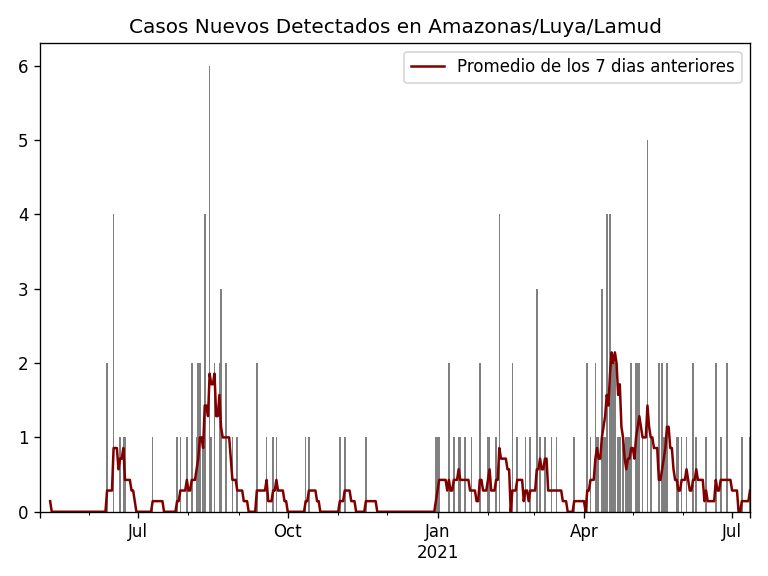 Casos Nuevos Detectados en Amazonas/Luya/Lamud
Promedio de los 7 dias anteriores
6
5
4
3
2
1
0
Jul
Oct
Jan
Apr
Jul
2021